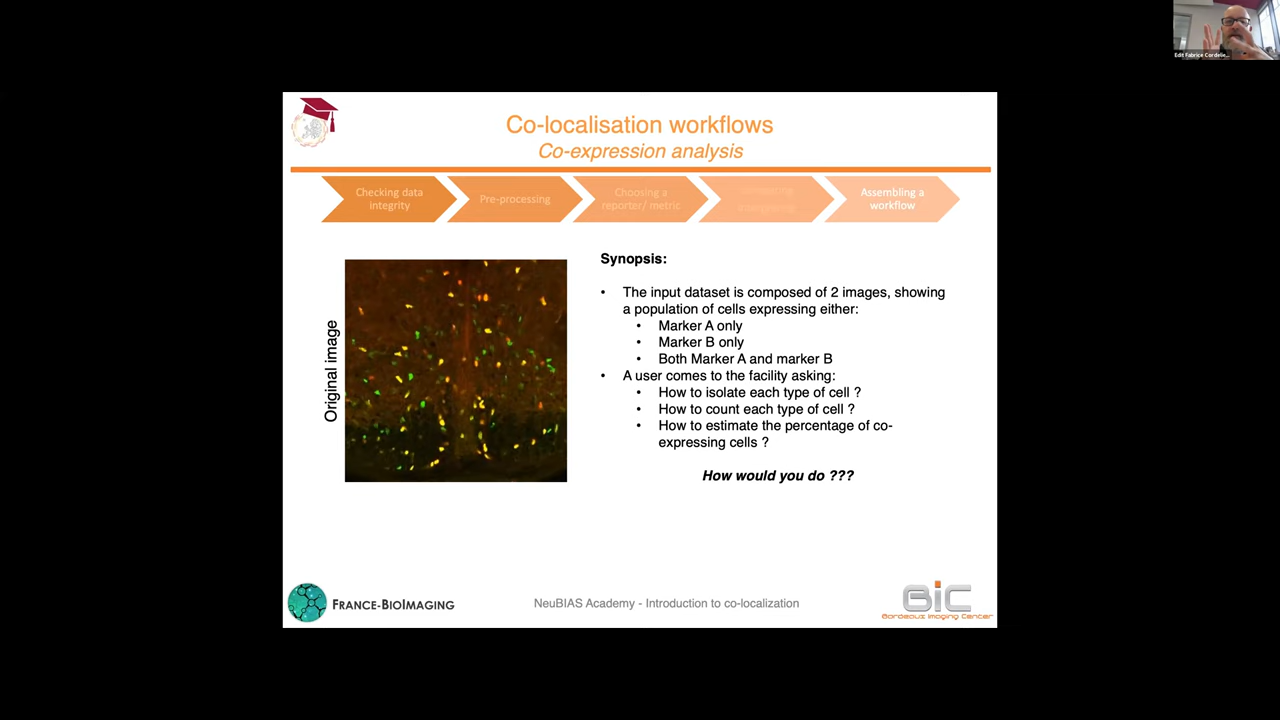 Edit Fabrice Cordelie...
Co-localisation workflows
Co-expression analysis
Checking data
integrity
Pre-processing
Choosing a
reporter/ metric
Assembling a
workflow
Original image
Synopsis:
• The input dataset is composed of 2 images, showing
a population of cells expressing either:
• Marker A only
• Marker B only
• Both Marker A and marker B
• A user comes to the facility asking:
• How to isolate each type of cell ?
• How to count each type of cell ?
• How to estimate the percentage of co-
expressing cells ?
How would you do ???
FRANCE-BIOIMAGING
NeuBIAS Academy - Introduction to co-localization
BIC
Bordeaux Imaging Center